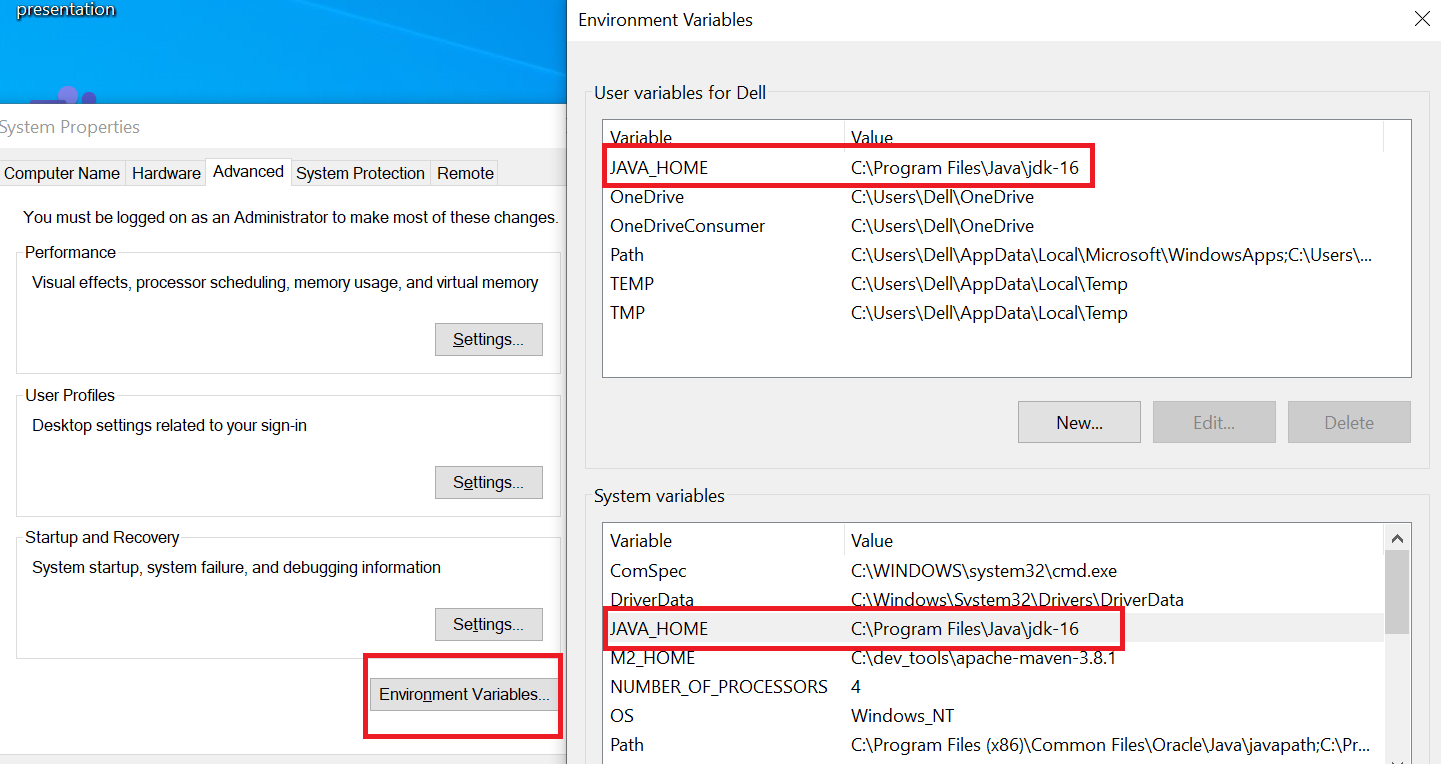 presentation
System Properties
Computer Name Hardware Advanced System Protection Remote
You must be logged on as an Administrator to make most of these changes.
Performance
Visual effects, processor scheduling, memory usage, and virtual memory
Settings...
User Profiles
Desktop settings related to your sign-in
Settings...
Startup and Recovery
System startup, system failure, and debugging information
Settings...
Environment Variables...
Environment Variables
User variables for Dell
Variable Value
JAVA_HOME C:\Program Files\Java\jdk-16
OneDrive C:\Users\Dell\OneDrive
OneDriveConsumer C:\Users\Dell\OneDrive
Path C:\Users\Dell\AppData\Local\Microsoft\WindowsApps;C:\Users\...
TEMP C:\Users\Dell\AppData\Local\Temp
TMP C:\Users\Dell\AppData\Local\Temp
New... Edit... Delete
System variables
Variable Value
ComSpec C:\WINDOWS\system32\cmd.exe
DriverData C:\Windows\System32\Drivers\DriverData
JAVA_HOME C:\Program Files\Java\jdk-16
M2_HOME C:\dev_tools\apache-maven-3.8.1
NUMBER_OF_PROCESSORS 4
OS Windows_NT
Path C:\Program Files (x86)\Common Files\Oracle\Java\javapath;C:\Pr...